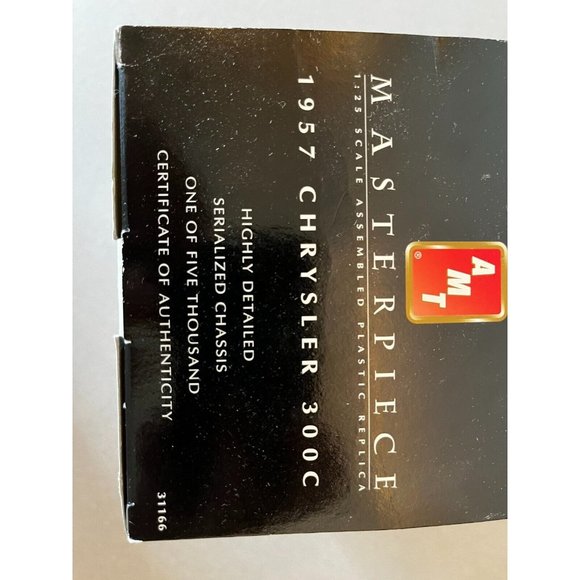 AMT
®
MASTERPIECE
1:25 SCALE ASSEMBLED PLASTIC REPLICA
1957 CHRYSLER 300C
HIGHLY DETAILED
SERIALIZED CHASSIS
ONE OF FIVE THOUSAND
CERTIFICATE OF AUTHENTICITY
31166